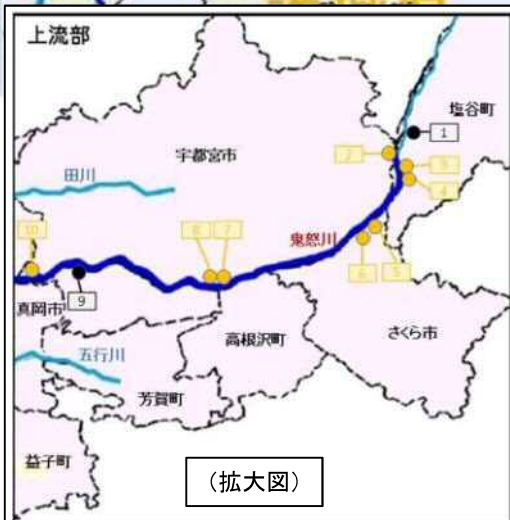 上流部
塩谷町
1
宇都宮市
2
3
4
田川
鬼怒川
10
8
7
6
5
9
真岡市
さくら市
高根沢町
五行川
芳賀町
益子町
(拡大図)